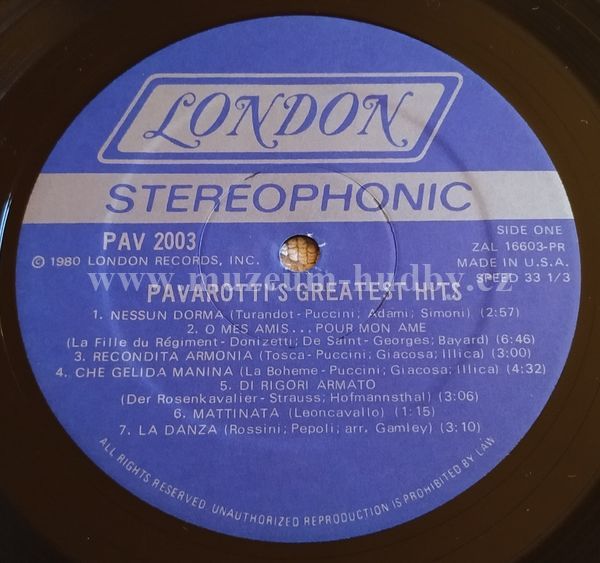 LONDON
STEREOPHONIC
PAV 2003
SIDE ONE
ZAL 16603-PR
© 1980 LONDON RECORDS, INC.
MADE IN U.S.A.
SPEED 33 1/3
www.muzeum-hudby.cz
PAVAROTTI'S GREATEST HITS
1. NESSUN DORMA (Turandot-Puccini; Adami; Simoni) (2:57)
2. O MES AMIS...POUR MON AME
(La Fille du Régiment-Donizetti; De Saint-Georges; Bayard) (6:46)
3. RECONDITA ARMONIA (Tosca-Puccini; Giacosa; Illica) (3:00)
4. CHE GELIDA MANINA (La Boheme-Puccini; Giacosa; Illica) (4:32)
5. DI RIGORI ARMATO
(Der Rosenkavalier-Strauss; Hofmannsthal) (3:06)
6. MATTINATA (Leoncavallo) (1:15)
7. LA DANZA (Rossini; Pepoli; arr. Gamley) (3:10)
ALL RIGHTS RESERVED. UNAUTHORIZED REPRODUCTION IS PROHIBITED BY LAW